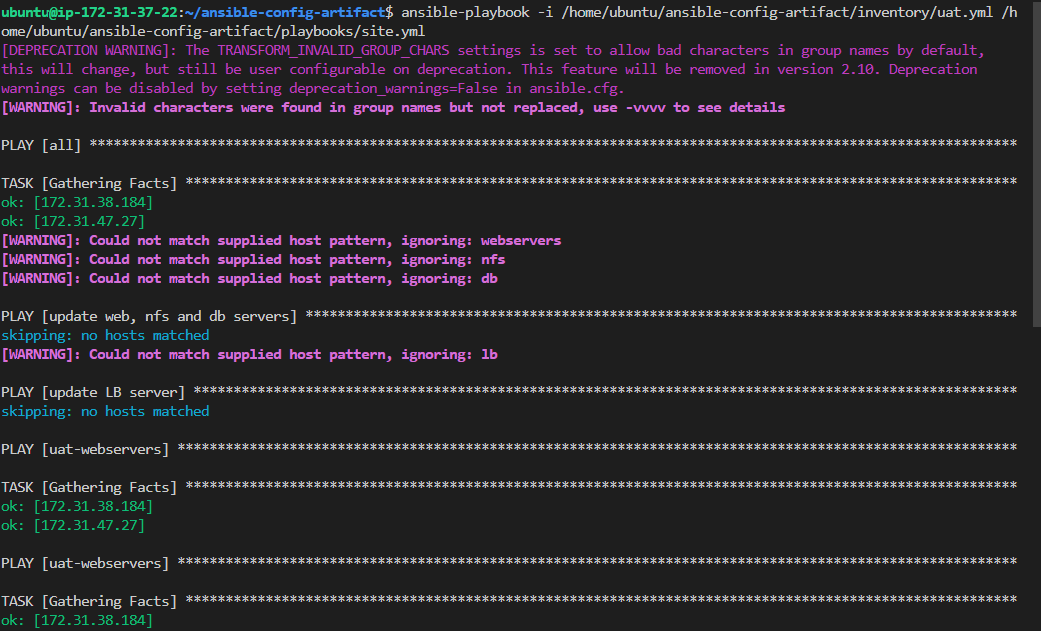 ubuntu@ip-172-31-37-22:~/ansible-config-artifact$ ansible-playbook -i /home/ubuntu/ansible-config-artifact/inventory/uat.yml /h
ome/ubuntu/ansible-config-artifact/playbooks/site.yml
[DEPRECATION WARNING]: The TRANSFORM_INVALID_GROUP_CHARS settings is set to allow bad characters in group names by default,
this will change, but still be user configurable on deprecation. This feature will be removed in version 2.10. Deprecation
warnings can be disabled by setting deprecation_warnings=False in ansible.cfg.
[WARNING]: Invalid characters were found in group names but not replaced, use -vvvv to see details
PLAY [all] ********************************************************************************************************************
TASK [Gathering Facts] ********************************************************************************************************
ok: [172.31.38.184]
ok: [172.31.47.27]
[WARNING]: Could not match supplied host pattern, ignoring: webservers
[WARNING]: Could not match supplied host pattern, ignoring: nfs
[WARNING]: Could not match supplied host pattern, ignoring: db
PLAY [update web, nfs and db servers] *****************************************************************************************
skipping: no hosts matched
[WARNING]: Could not match supplied host pattern, ignoring: lb
PLAY [update LB server] *******************************************************************************************************
skipping: no hosts matched
PLAY [uat-webservers] *********************************************************************************************************
TASK [Gathering Facts] ********************************************************************************************************
ok: [172.31.38.184]
ok: [172.31.47.27]
PLAY [uat-webservers] *********************************************************************************************************
TASK [Gathering Facts] ********************************************************************************************************
ok: [172.31.38.184]